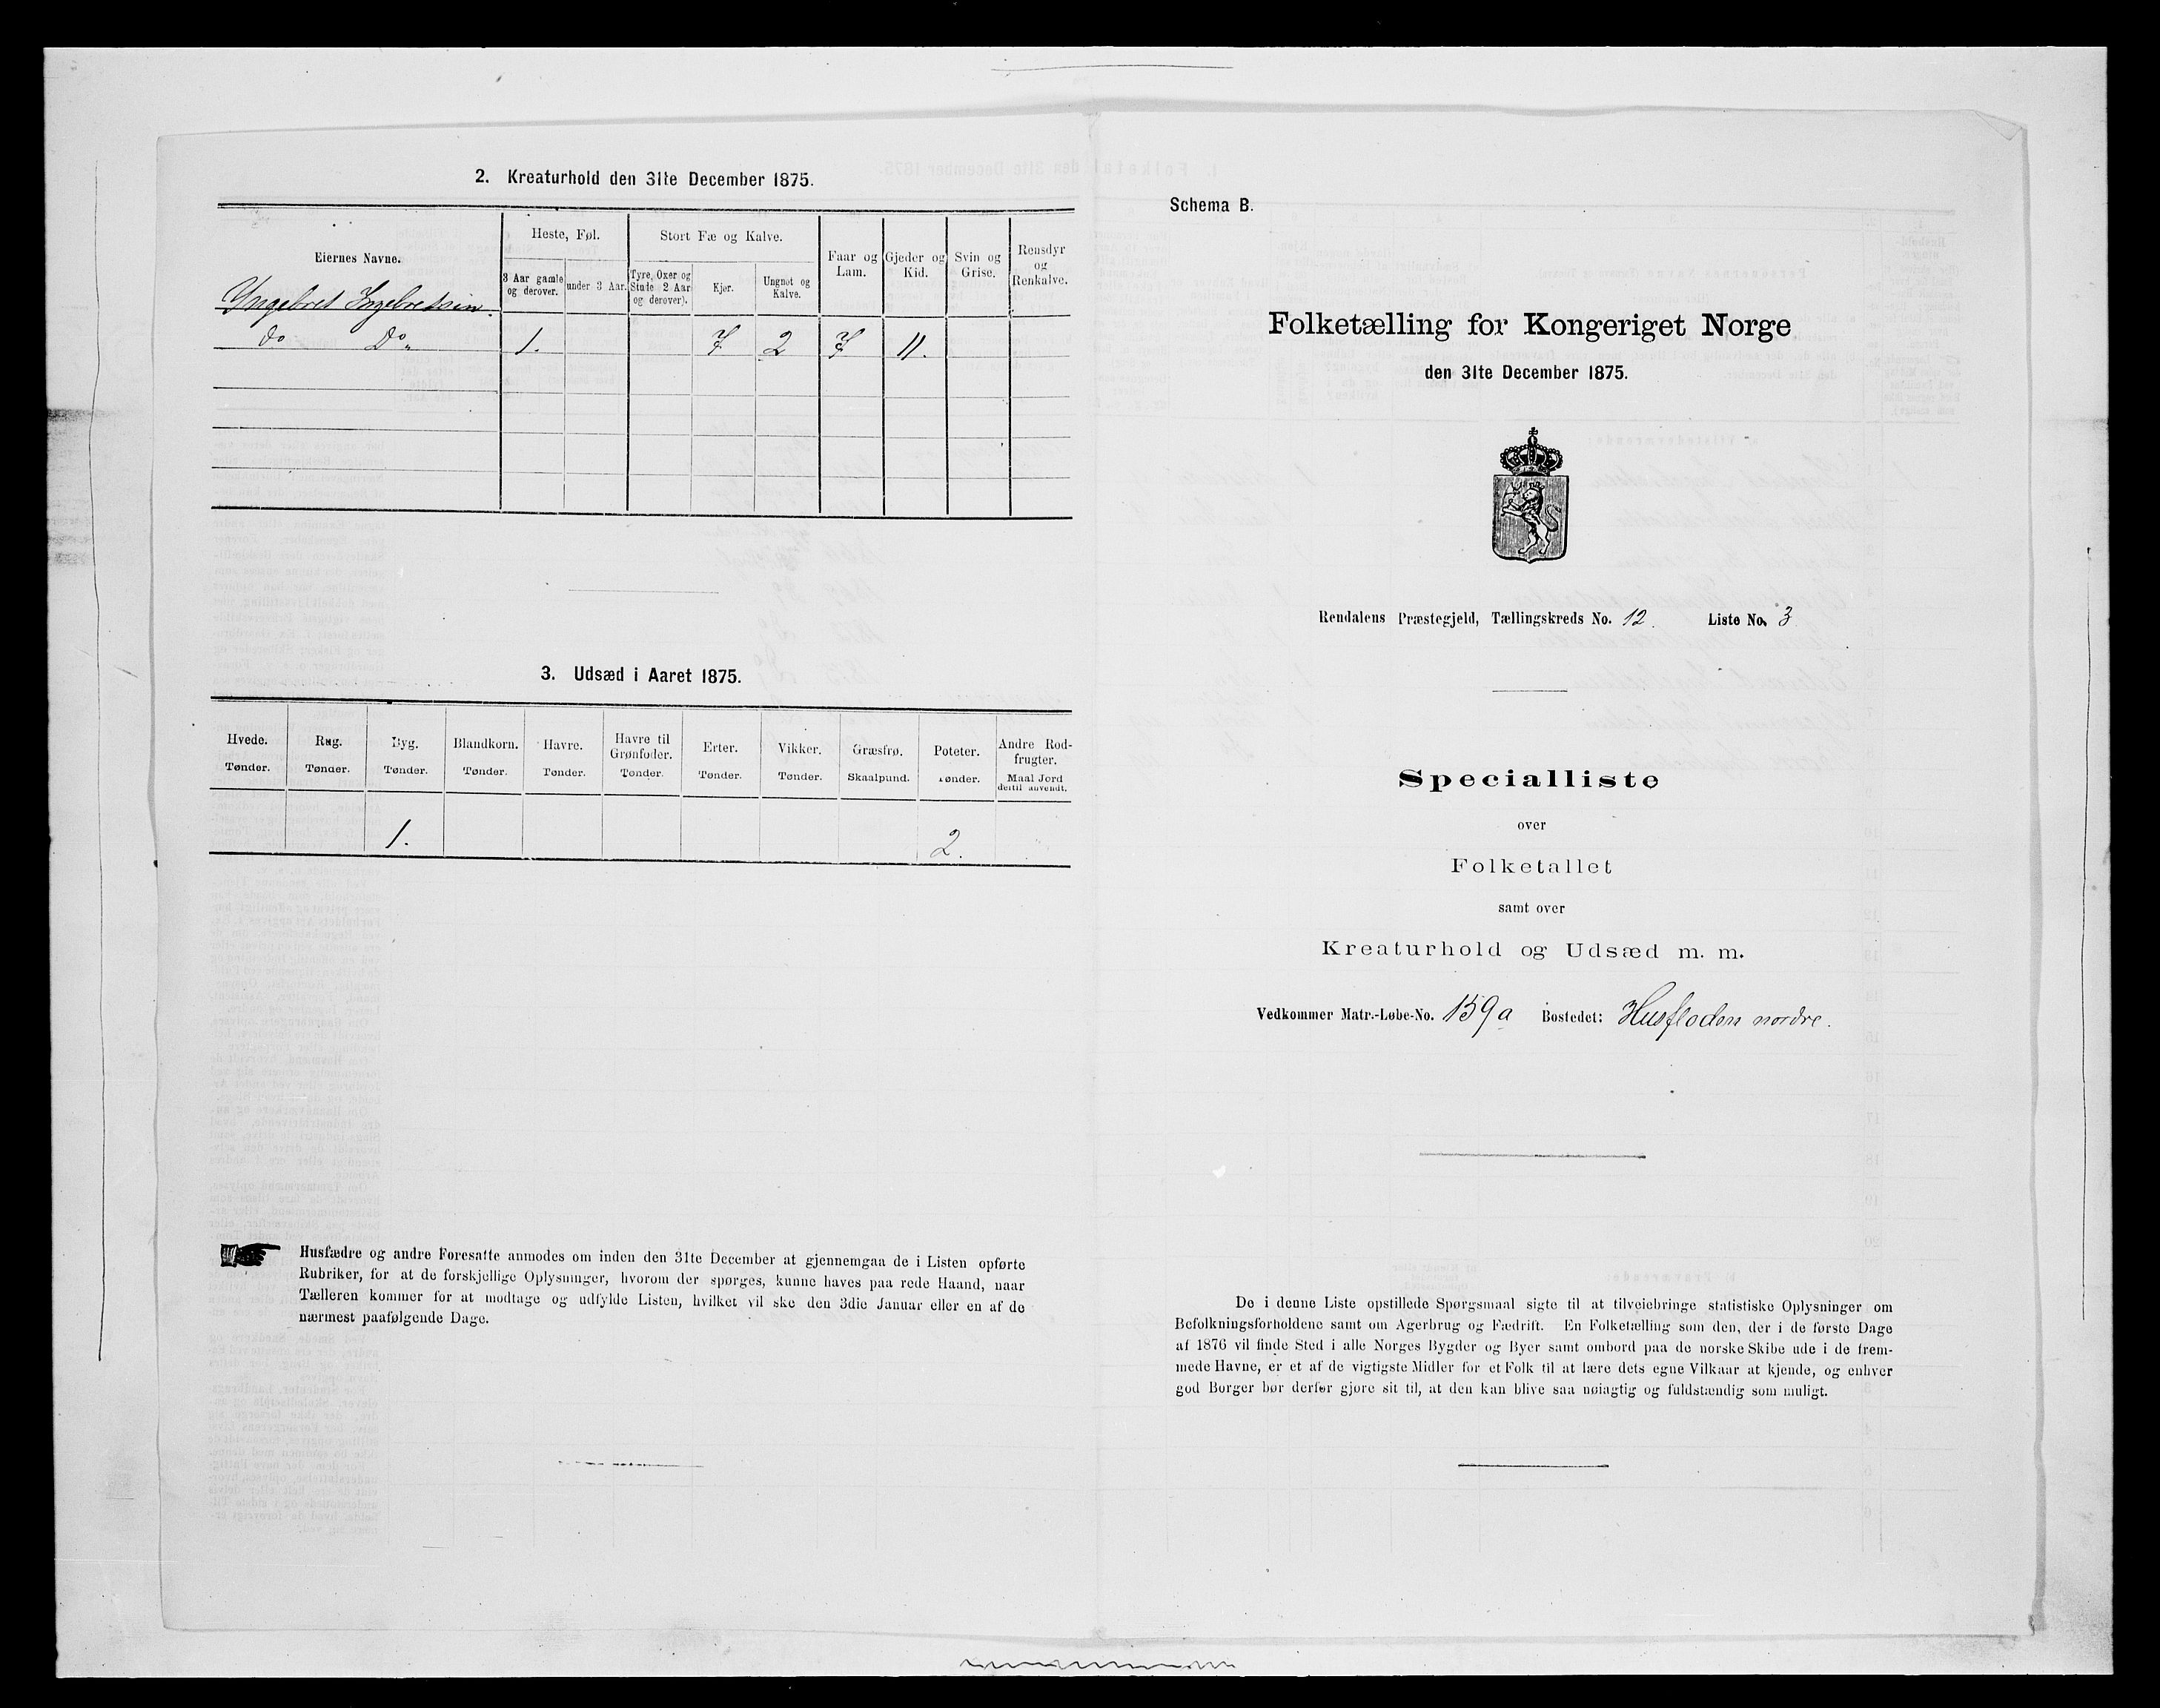 2. Kreaturhold den 31te December 1875.
Eiernes Navne.
Heste, Føl.
Stort Fæ og Kalve.
Faar og Lam.
Gjeder og Kid.
Svin og Grise.
Rensdyr og Renkalve.
3 Aar gamle og derover.
under 3 Aar.
Tyre, Oxer og Stude 2 Aar og derover).
Kjer.
Ungnøt og Kalve.
Yngebret Ingebretsen.
do Do 1. 7 2 7 11.
3. Udsæd i Aaret 1875.
Hvede. Rug. Byg. Blandkorn. Havre. Havre til Grønfoder. Erter. Vikker. Græsfrø. Poteter. Andre Rodfrugter.
Tønder. Tønder. Tønder. Tønder. Tønder. Tønder. Tønder. Tønder. Skaalpund. Tønder. Maal Jord dertil anvendt.
1. 2.
Husfædre og andre Foresatte anmodes om inden den 31te December at gjennemgaa de i Listen opførte
Rubriker, for at de forskjellige Oplysninger, hvorom der spørges, kunne haves paa rede Haand, naar
Tælleren kommer for at modtage og udfylde Listen, hvilket vil ske den 3die Januar eller en af de
nærmest paafølgende Dage.
Schema B.
Folketælling for Kongeriget Norge
den 31te December 1875.
Rendalens Præstegjeld, Tællingskreds No. 12. Liste No. 3
Specialliste
over
Folketallet
samt over
Kreaturhold og Udsæd m. m.
Vedkommer Matr.-Løbe-No. 159a Bostedet: Husfloden nordre.
De i denne Liste opstillede Spørgsmaal sigte til at tilveiebringe statistiske Oplysninger om
Befolkningsforholdene samt om Agerbrug og Fædrift. En Folketælling som den, der i de første Dage
af 1876 vil finde Sted i alle Norges Bygder og Byer samt ombord paa de norske Skibe ude i de frem-
mede Havne, er et af de vigtigste Midler for et Folk til at lære dets egne Vilkaar at kjende, og enhver
god Borger bør derfor gjøre sit til, at den kan blive saa nøiagtig og fuldstændig som muligt.